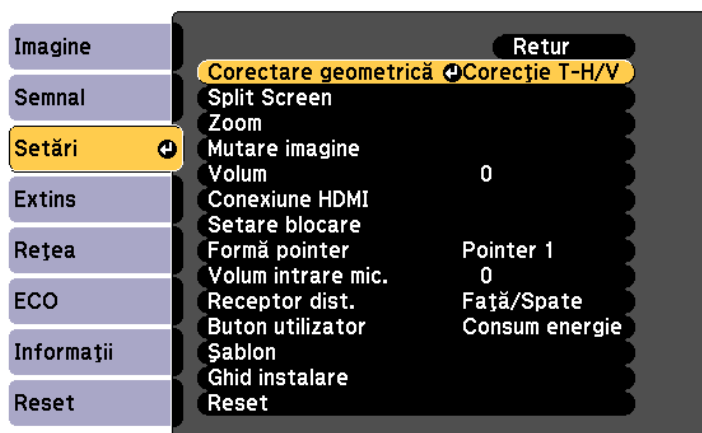 Imagine
Semnal
Setări
Extins
Reţea
ECO
Informaţii
Reset
Retur
Corectare geometrică Corecţie T-H/V
Split Screen
Zoom
Mutare imagine
Volum 0
Conexiune HDMI
Setare blocare
Formă pointer Pointer 1
Volum intrare mic. 0
Receptor dist. Faţă/Spate
Buton utilizator Consum energie
Şablon
Ghid instalare
Reset